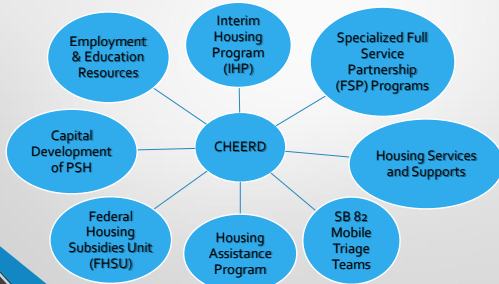 Interim
Housing
Program
(IHP)
Employment
& Education
Resources
Specialized Full
Service
Partnership
(FSP) Programs
Capital
Development
of PSH
CHEERD
Housing Services
and Supports
Federal
Housing
Subsidies Unit
(FHSU)
Housing
Assistance
Program
SB 82
Mobile
Triage
Teams